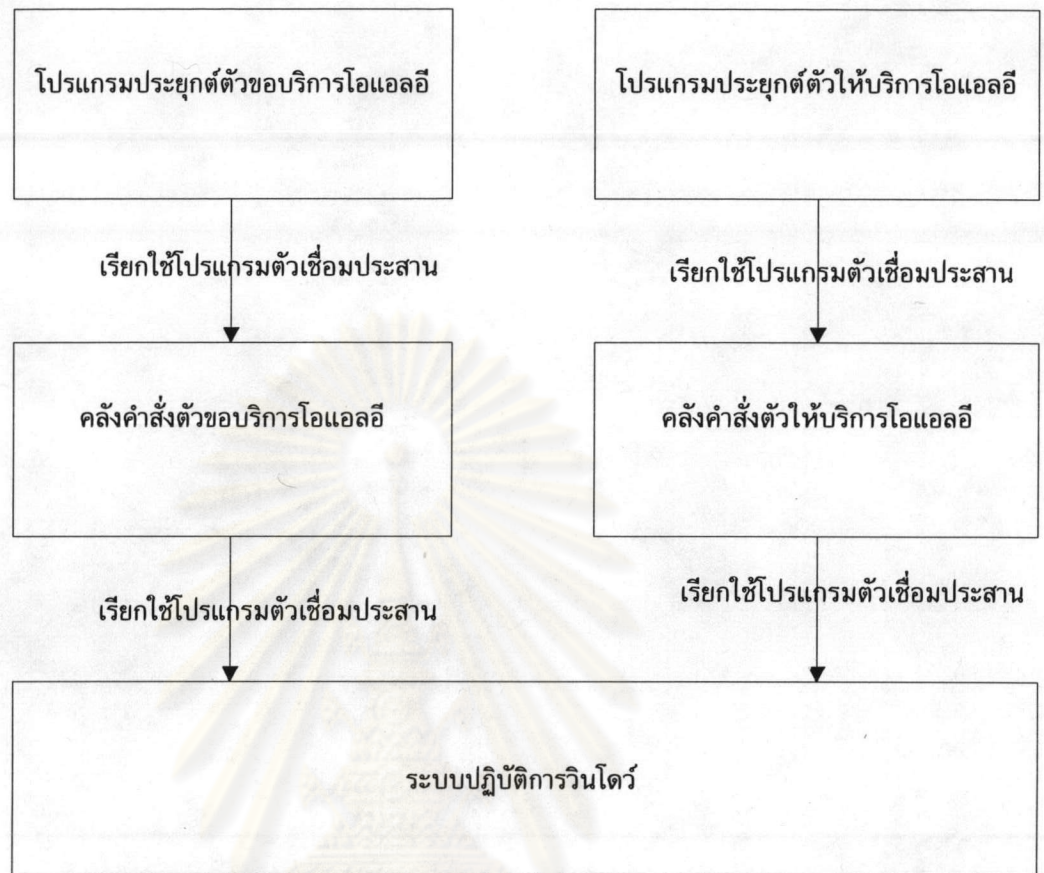 โปรแกรมประยุกต์ตัวขอบริการโอแอลอี
โปรแกรมประยุกต์ตัวให้บริการโอแอลอี
เรียกใช้โปรแกรมตัวเชื่อมประสาน
เรียกใช้โปรแกรมตัวเชื่อมประสาน
คลังคำสั่งตัวขอบริการโอแอลอี
คลังคำสั่งตัวให้บริการโอแอลอี
เรียกใช้โปรแกรมตัวเชื่อมประสาน
เรียกใช้โปรแกรมตัวเชื่อมประสาน
ระบบปฏิบัติการวินโดว์